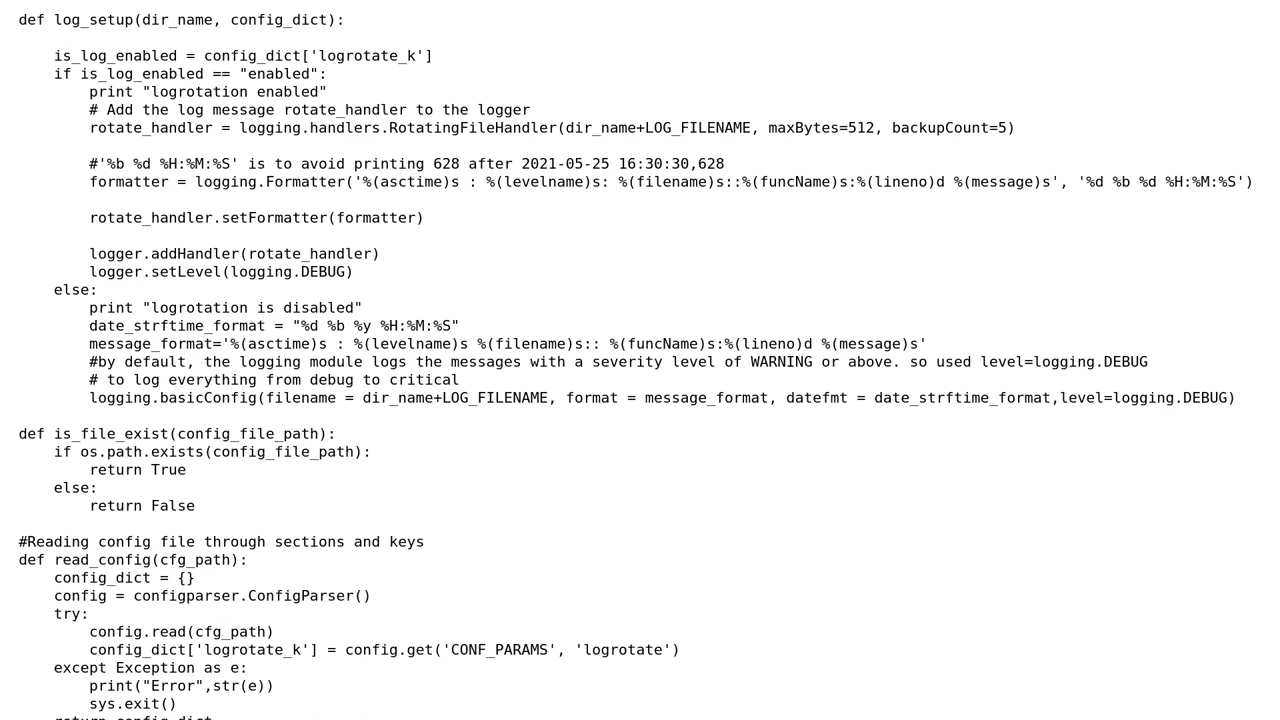 def log_setup(dir_name, config_dict):
    is_log_enabled = config_dict['logrotate_k']
    if is_log_enabled == "enabled":
        print "logrotation enabled"
        # Add the log message rotate_handler to the logger
        rotate_handler = logging.handlers.RotatingFileHandler(dir_name+LOG_FILENAME, maxBytes=512, backupCount=5)
        #'%b %d %H:%M:%S' is to avoid printing 628 after 2021-05-25 16:30:30,628
        formatter = logging.Formatter('%(asctime)s : %(levelname)s: %(filename)s::%(funcName)s:%(lineno)d %(message)s', '%d %b %d %H:%M:%S')
        rotate_handler.setFormatter(formatter)
        logger.addHandler(rotate_handler)
        logger.setLevel(logging.DEBUG)
    else:
        print "logrotation is disabled"
        date_strftime_format = "%d %b %y %H:%M:%S"
        message_format='%(asctime)s : %(levelname)s %(filename)s:: %(funcName)s:%(lineno)d %(message)s'
        #by default, the logging module logs the messages with a severity level of WARNING or above. so used level=logging.DEBUG
        # to log everything from debug to critical
        logging.basicConfig(filename = dir_name+LOG_FILENAME, format = message_format, datefmt = date_strftime_format,level=logging.DEBUG)
def is_file_exist(config_file_path):
    if os.path.exists(config_file_path):
        return True
    else:
        return False
#Reading config file through sections and keys
def read_config(cfg_path):
    config_dict = {}
    config = configparser.ConfigParser()
    try:
        config.read(cfg_path)
        config_dict['logrotate_k'] = config.get('CONF_PARAMS', 'logrotate')
    except Exception as e:
        print("Error",str(e))
        sys.exit()